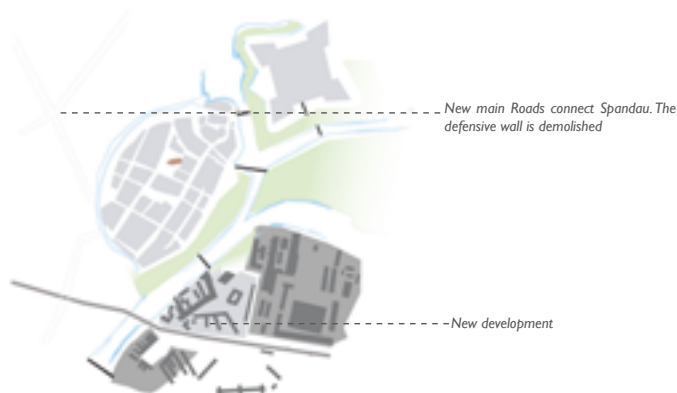 New main Roads connect Spandau. The
defensive wall is demolished
New development